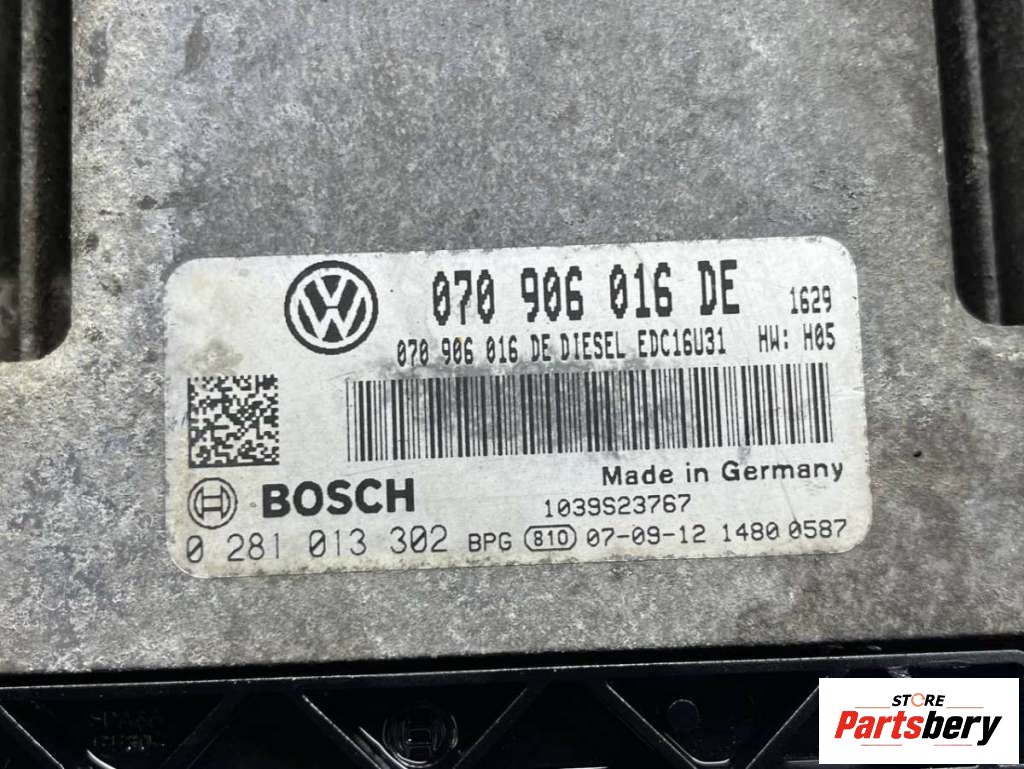 070 906 016 DE 1629
070 906 016 DE DIESEL EDC16U31 HW: H05
Made in Germany
BOSCH 1039S23767
0 281 013 302 BPG 810 07-09-12 1480 0587
STORE
Partsbery